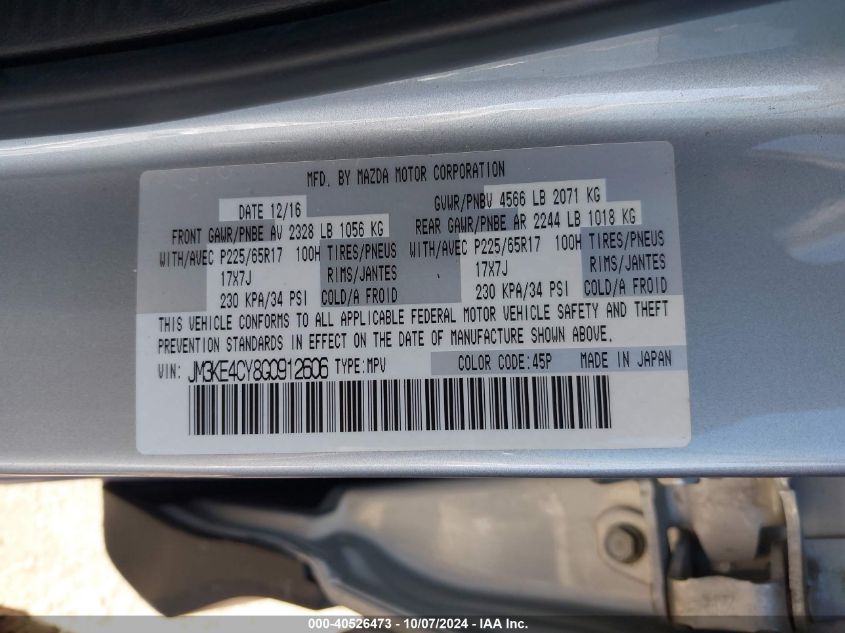 MFD. BY MAZDA MOTOR CORPORATION
DATE 12/16 GVWR/PNBV 4566 LB 2071 KG
FRONT GAWR/PNBE AV 2328 LB 1056 KG REAR GAWR/PNBE AR 2244 LB 1018 KG
WITH/AVEC P225/65R17 100H TIRES/PNEUS WITH/AVEC P225/65R17 100H TIRES/PNEUS
17X7J RIMS/JANTES 17X7J RIMS/JANTES
230 KPA/34 PSI COLD/A FROID 230 KPA/34 PSI COLD/A FROID
THIS VEHICLE CONFORMS TO ALL APPLICABLE FEDERAL MOTOR VEHICLE SAFETY AND THEFT
PREVENTION STANDARDS IN EFFECT ON THE DATE OF MANUFACTURE SHOWN ABOVE.
VIN: JM3KE4CY8G0912606 TYPE:MPV COLOR CODE:45P MADE IN JAPAN
000-40526473 - 10/07/2024 - IAA, Inc.